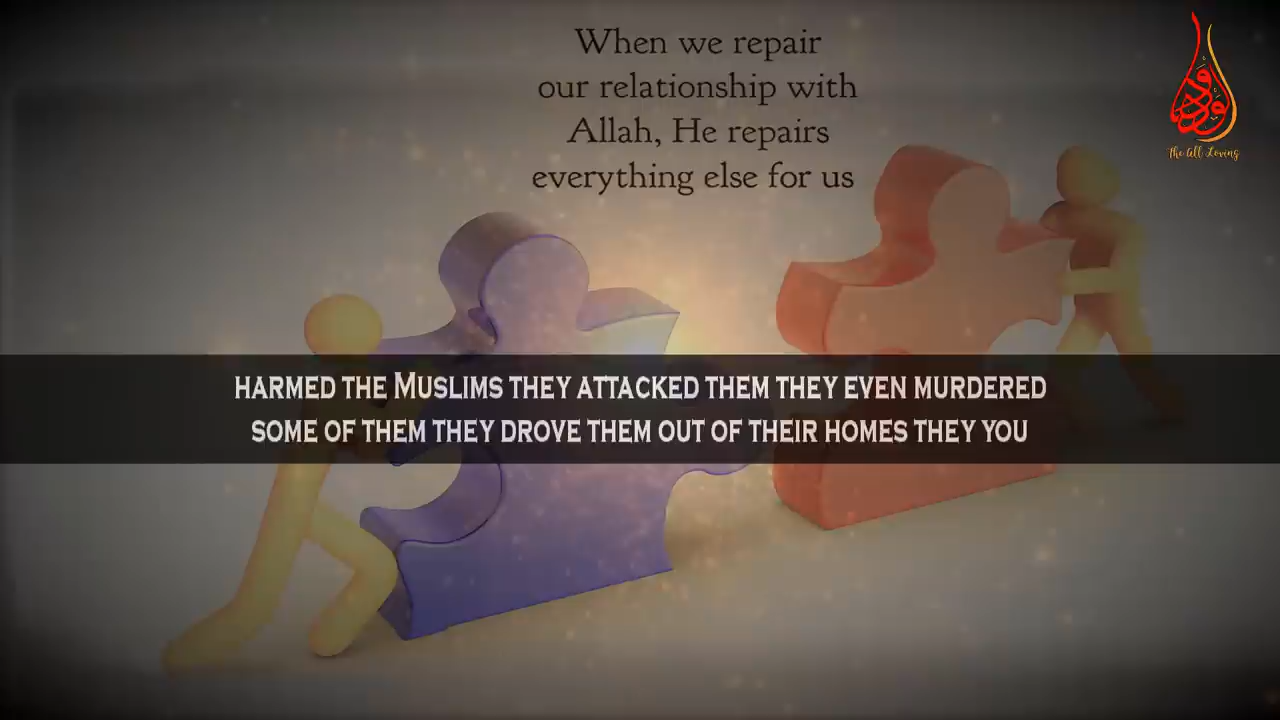 When we repair
our relationship with
Allah, He repairs
everything else for us
الودود
The All Loving
HARMED THE MUSLIMS THEY ATTACKED THEM THEY EVEN MURDERED
SOME OF THEM THEY DROVE THEM OUT OF THEIR HOMES THEY YOU